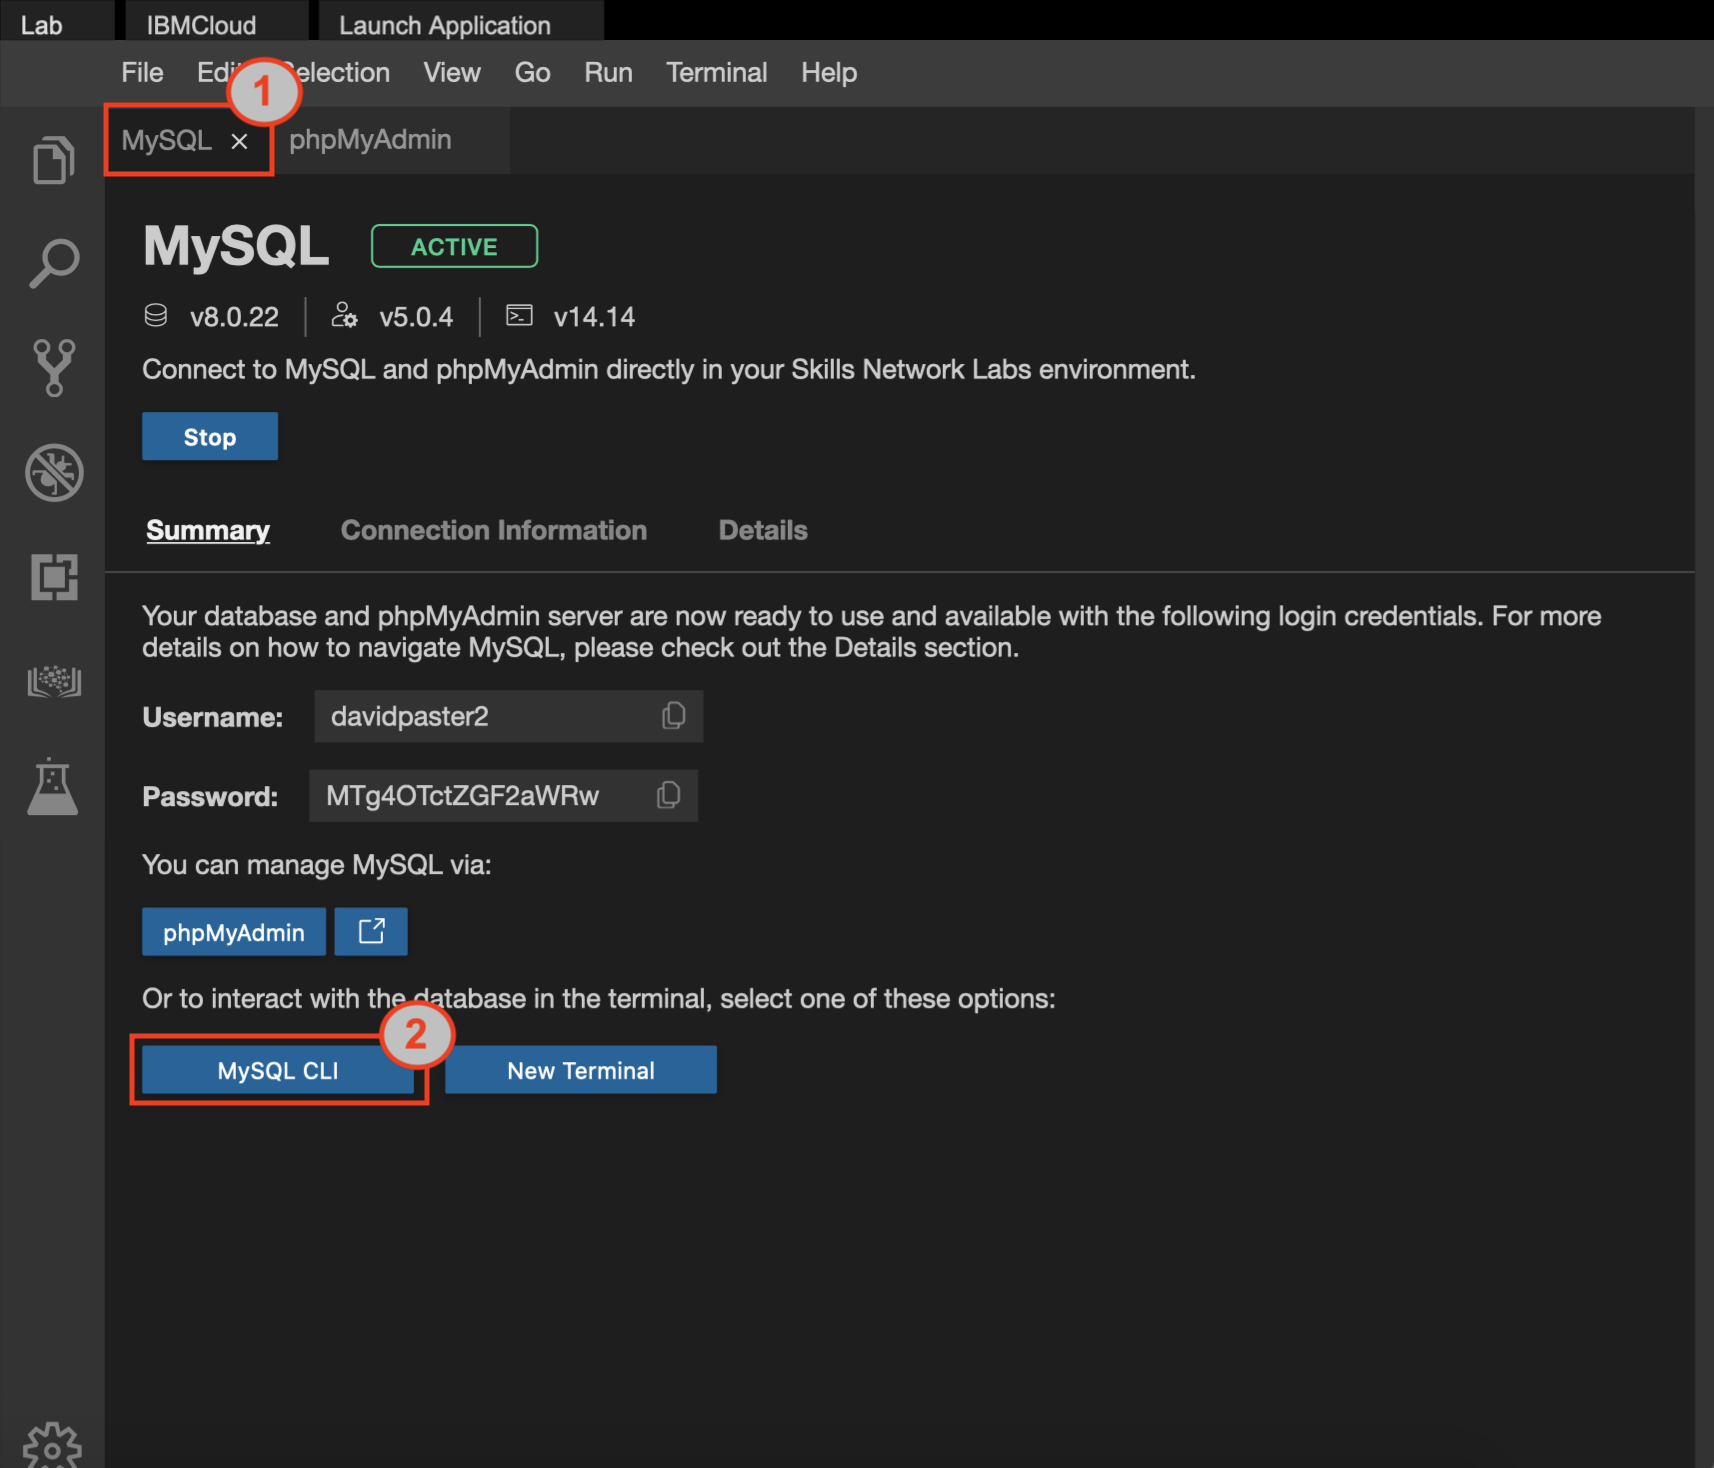 Lab IBMCloud Launch Application
File Edit Selection View Go Run Terminal Help
1
MySQL × phpMyAdmin
MySQL ACTIVE
v8.0.22 v5.0.4 v14.14
Connect to MySQL and phpMyAdmin directly in your Skills Network Labs environment.
Stop
Summary Connection Information Details
Your database and phpMyAdmin server are now ready to use and available with the following login credentials. For more
details on how to navigate MySQL, please check out the Details section.
Username: davidpaster2
Password: MTg4OTctZGF2aWRw
You can manage MySQL via:
phpMyAdmin
Or to interact with the database in the terminal, select one of these options:
2
MySQL CLI New Terminal